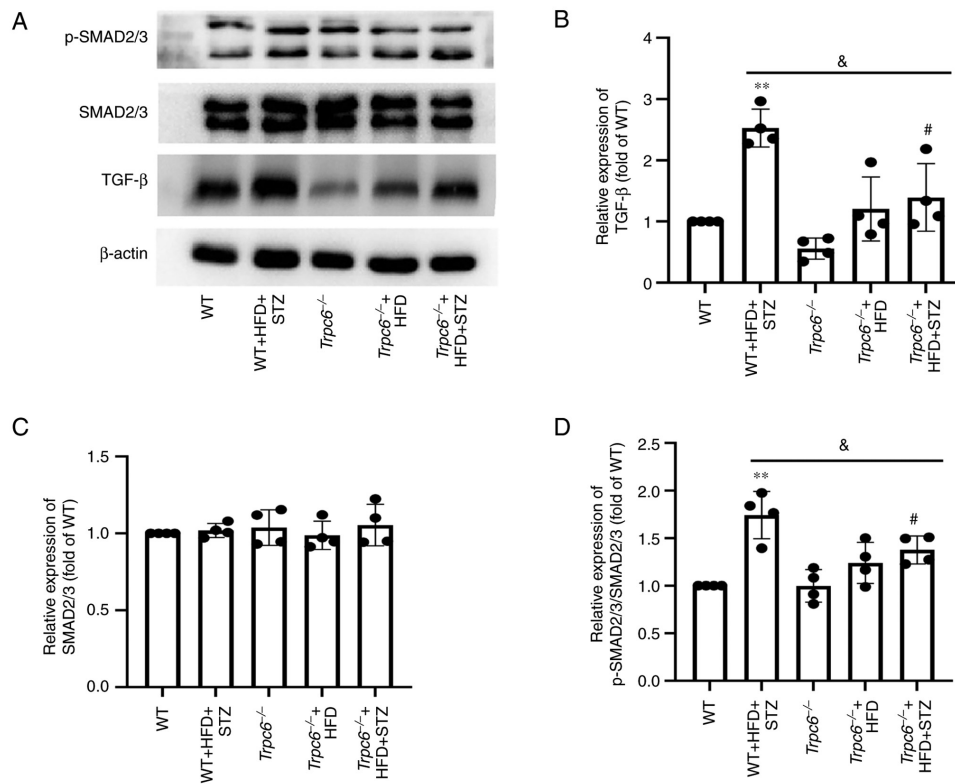 A
p-SMAD2/3
SMAD2/3
TGF-β
β-actin
WT
WT+HFD+
STZ
Trpc6⁻/⁻
Trpc6⁻/⁻+
HFD
Trpc6⁻/⁻+
HFD+STZ
B
Relative expression of
TGF-β (fold of WT)
4
3
2
1
0
&
**
#
WT
WT+HFD+
STZ
Trpc6⁻/⁻
Trpc6⁻/⁻+
HFD
Trpc6⁻/⁻+
HFD+STZ
C
Relative expression of
SMAD2/3 (fold of WT)
1.5
1.0
0.5
0.0
WT
WT+HFD+
STZ
Trpc6⁻/⁻
Trpc6⁻/⁻+
HFD
Trpc6⁻/⁻+
HFD+STZ
D
Relative expression of
p-SMAD2/3/SMAD2/3 (fold of WT)
2.5
2.0
1.5
1.0
0.5
0.0
&
**
#
WT
WT+HFD+
STZ
Trpc6⁻/⁻
Trpc6⁻/⁻+
HFD
Trpc6⁻/⁻+
HFD+STZ